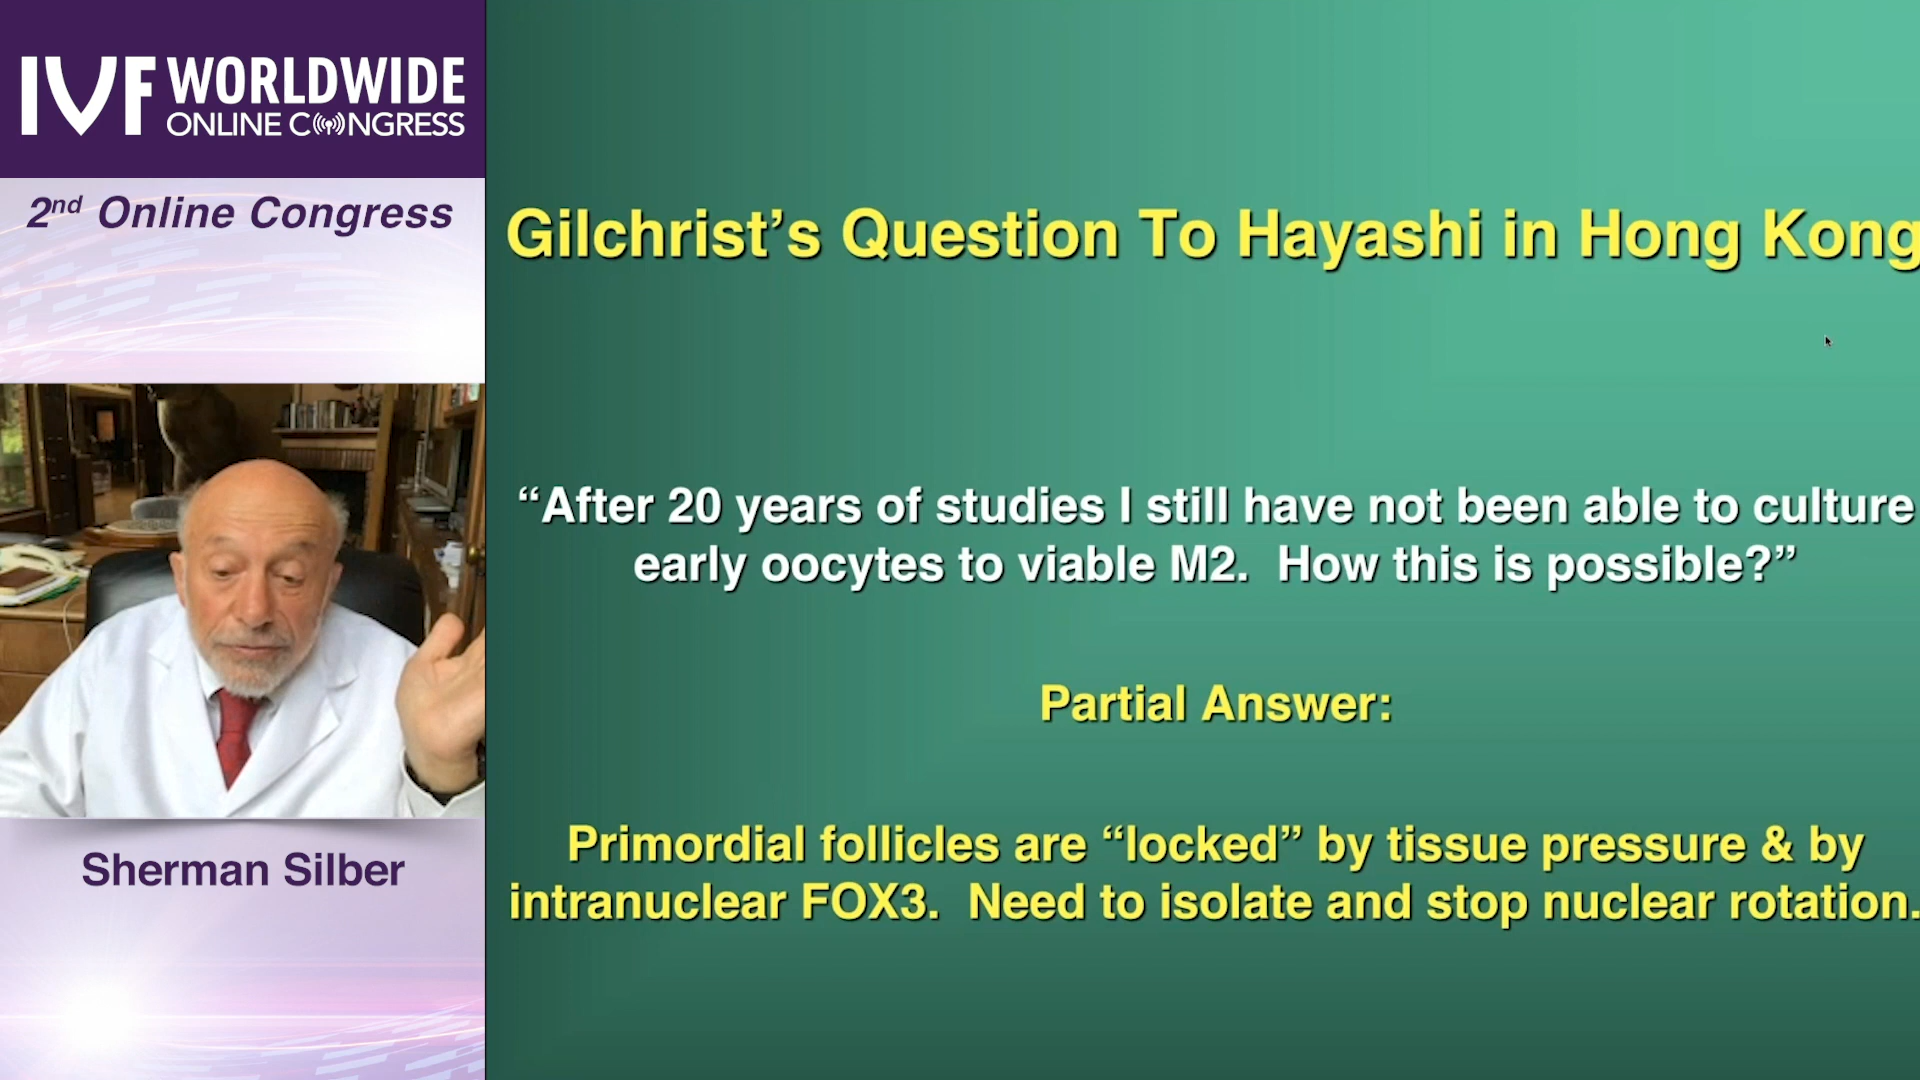 IVF WORLDWIDE
ONLINE CONGRESS
2nd Online Congress
Sherman Silber
Gilchrist’s Question To Hayashi in Hong Kong
“After 20 years of studies I still have not been able to culture
early oocytes to viable M2.  How this is possible?”
Partial Answer:
Primordial follicles are “locked” by tissue pressure & by
intranuclear FOX3.  Need to isolate and stop nuclear rotation.